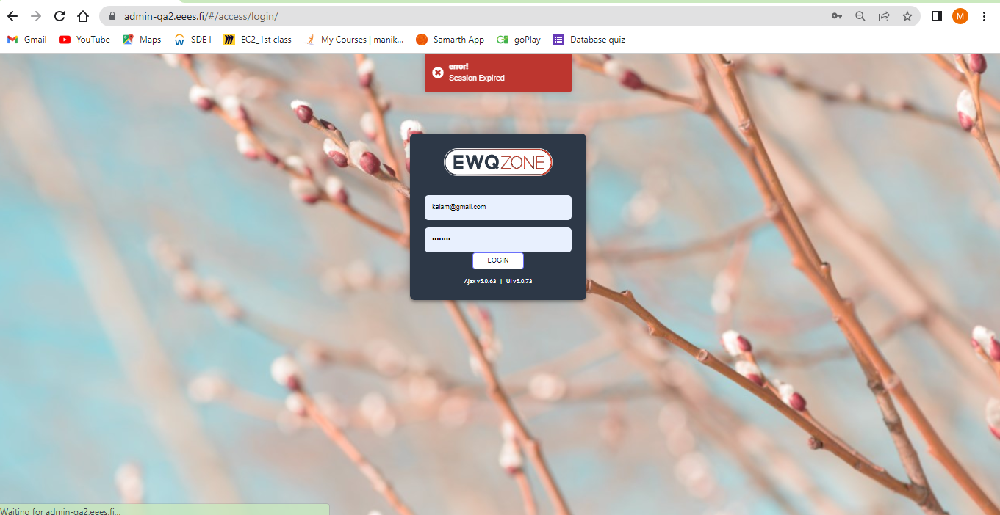 admin-qa2.eees.fi/#/access/login/
M
Gmail YouTube Maps SDE I EC2_1st class My Courses | manik... Samarth App goPlay Database quiz
error!
Session Expired
EWQZONE
kalam@gmail.com
••••••••
LOGIN
Ajax v5.0.63 | UI v5.0.73
Waiting for admin-qa2.eees.fi...